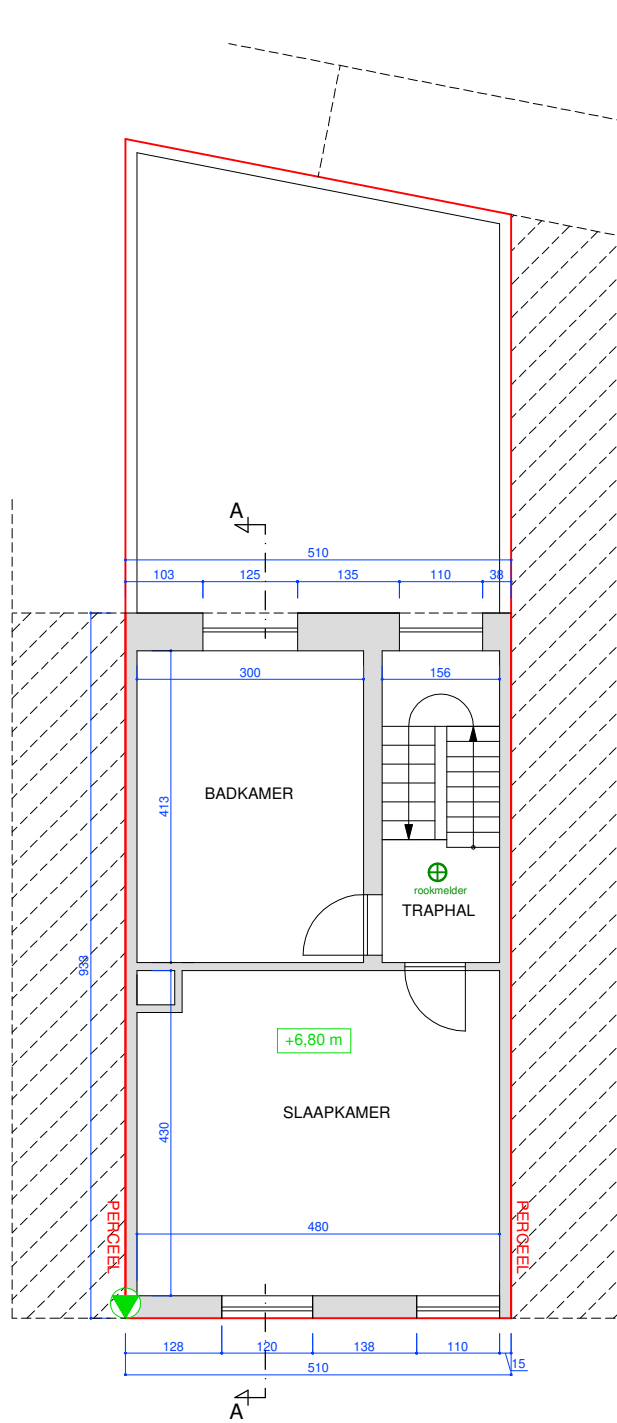 A
510
103 125 135 110 38
300 156
BADKAMER
413
rookmelder
TRAPHAL
933
+6,80 m
SLAAPKAMER
430
PERCEEL
PERCEEL
480
128 120 138 110 15
510
A